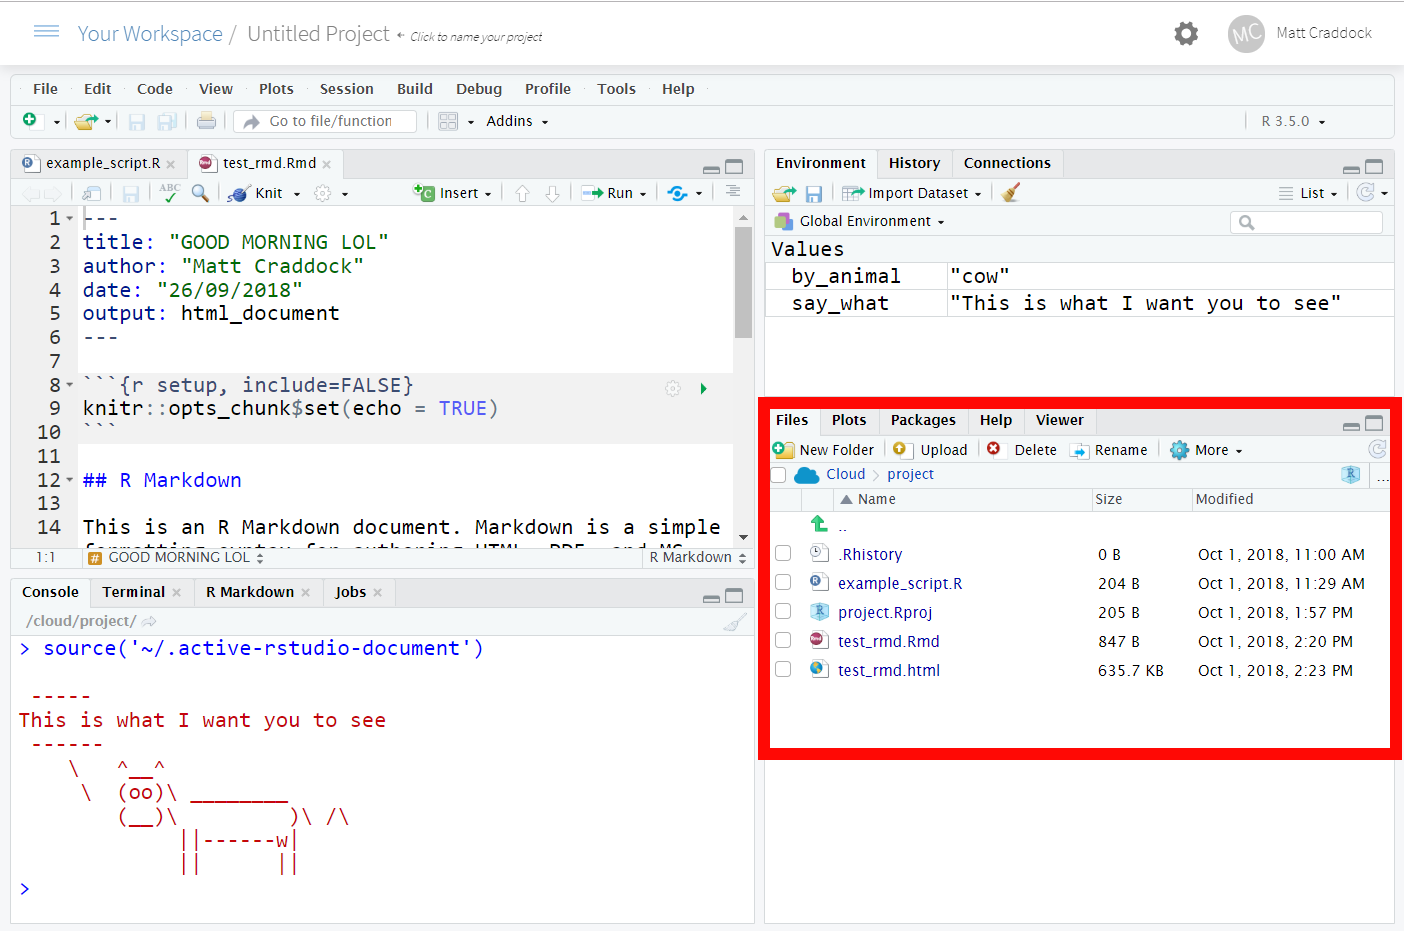 Your Workspace / Untitled Project Click to name your project
MC Matt Craddock
File Edit Code View Plots Session Build Debug Profile Tools Help
Go to file/function Addins R 3.5.0
example_script.R test_rmd.Rmd
ABC Knit Insert Run
1 ---
2 title: "GOOD MORNING LOL"
3 author: "Matt Craddock"
4 date: "26/09/2018"
5 output: html_document
6 ---
7
8 ```{r setup, include=FALSE}
9 knitr::opts_chunk$set(echo = TRUE)
10 ```
11
12 ## R Markdown
13
14 This is an R Markdown document. Markdown is a simple
formatting syntax for authoring HTML, PDF, and MS
1:1 # GOOD MORNING LOL R Markdown
Console Terminal R Markdown Jobs
/cloud/project/
> source('~/.active-rstudio-document')
-----
This is what I want you to see
------
    \   ^__^
     \  (oo)\ ________
        (__)\         )\ /\
             ||------w|
             ||      ||
>
Environment History Connections
Import Dataset List
Global Environment
Values
by_animal "cow"
say_what "This is what I want you to see"
Files Plots Packages Help Viewer
New Folder Upload Delete Rename More
Cloud project R ...
Name Size Modified
..
.Rhistory 0 B Oct 1, 2018, 11:00 AM
example_script.R 204 B Oct 1, 2018, 11:29 AM
project.Rproj 205 B Oct 1, 2018, 1:57 PM
test_rmd.Rmd 847 B Oct 1, 2018, 2:20 PM
test_rmd.html 635.7 KB Oct 1, 2018, 2:23 PM